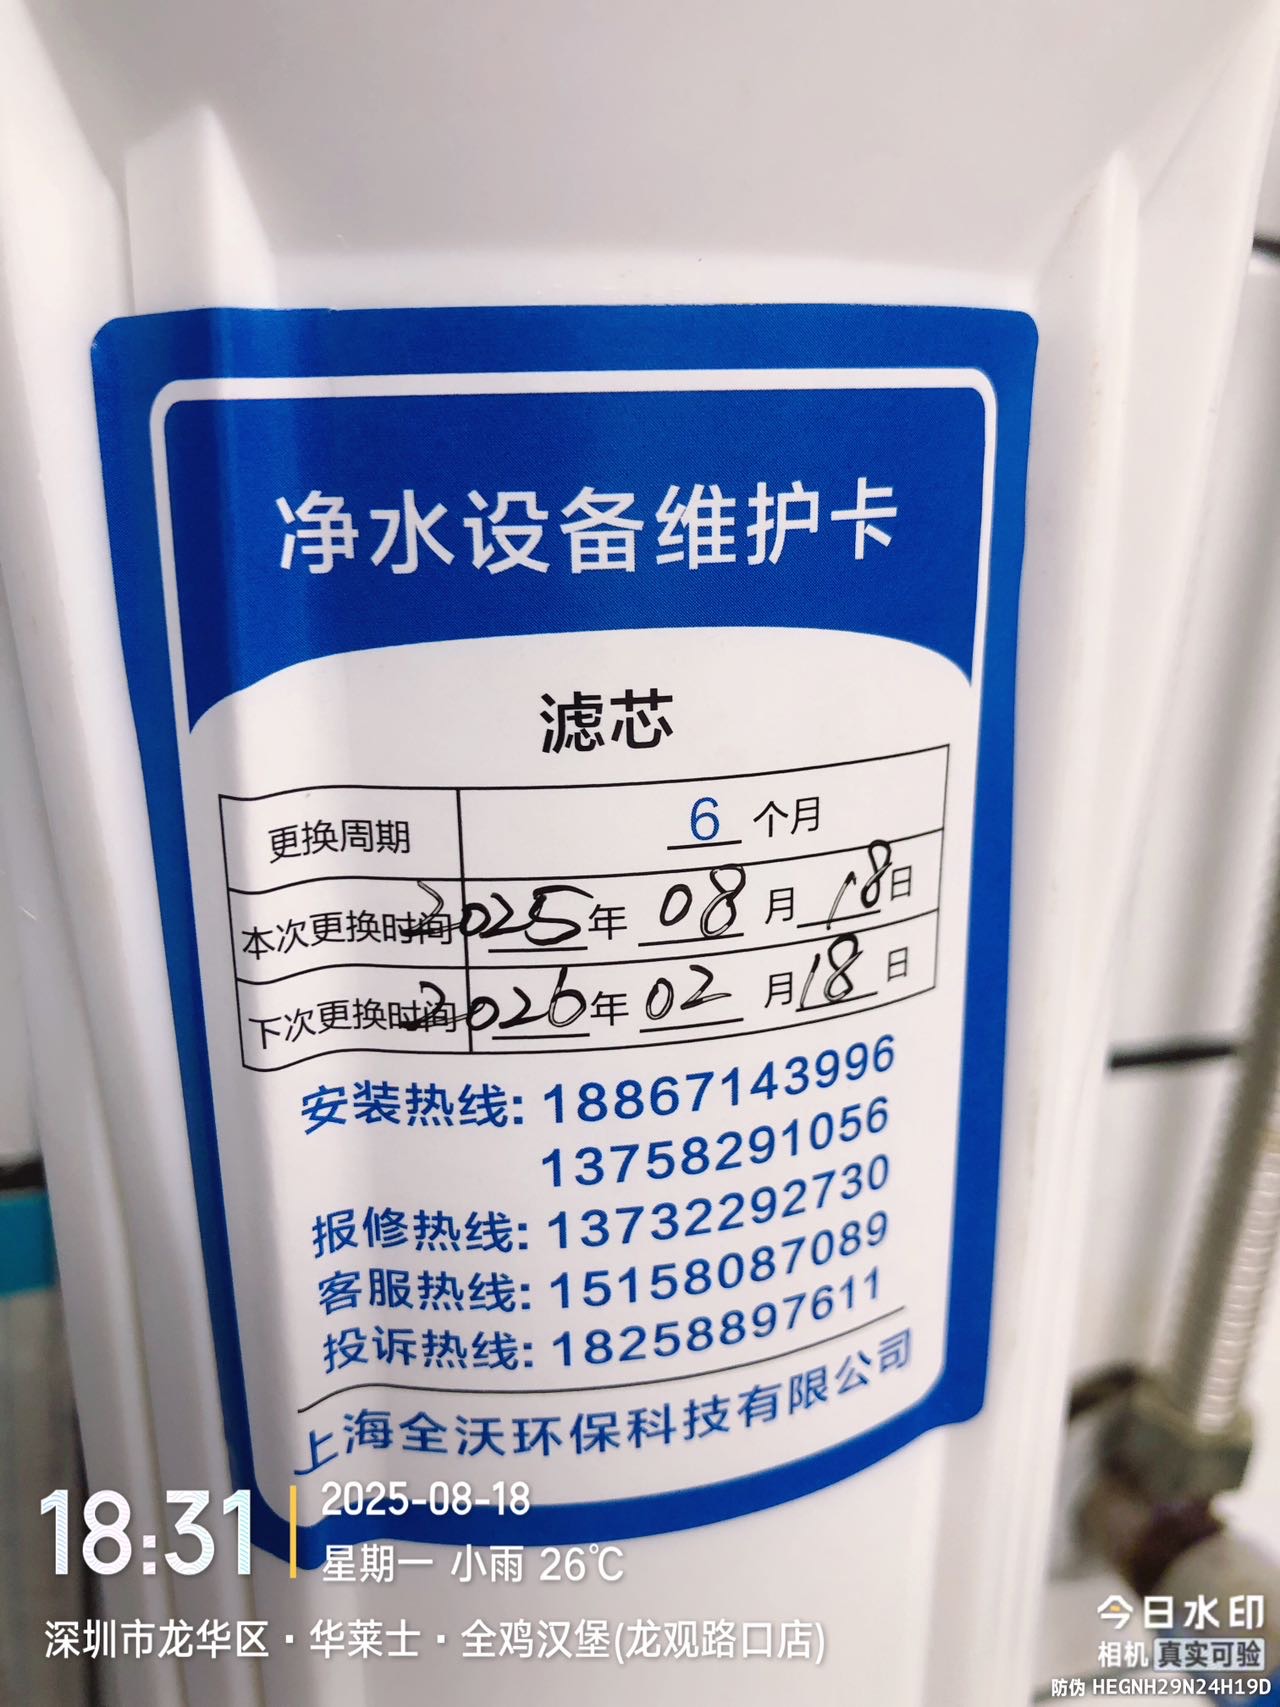 净水设备维护卡
滤芯
更换周期 6 个月
本次更换时间 2025 年 08 月 18 日
下次更换时间 2026 年 02 月 18 日
安装热线: 18867143996
13758291056
报修热线: 13732292730
客服热线: 15158087089
投诉热线: 18258897611
上海全沃环保科技有限公司
18:31
2025-08-18
星期一 小雨 26℃
深圳市龙华区·华莱士·全鸡汉堡(龙观路口店)
今日水印
相机 真实可验
防伪 HEGNH29N24H19D